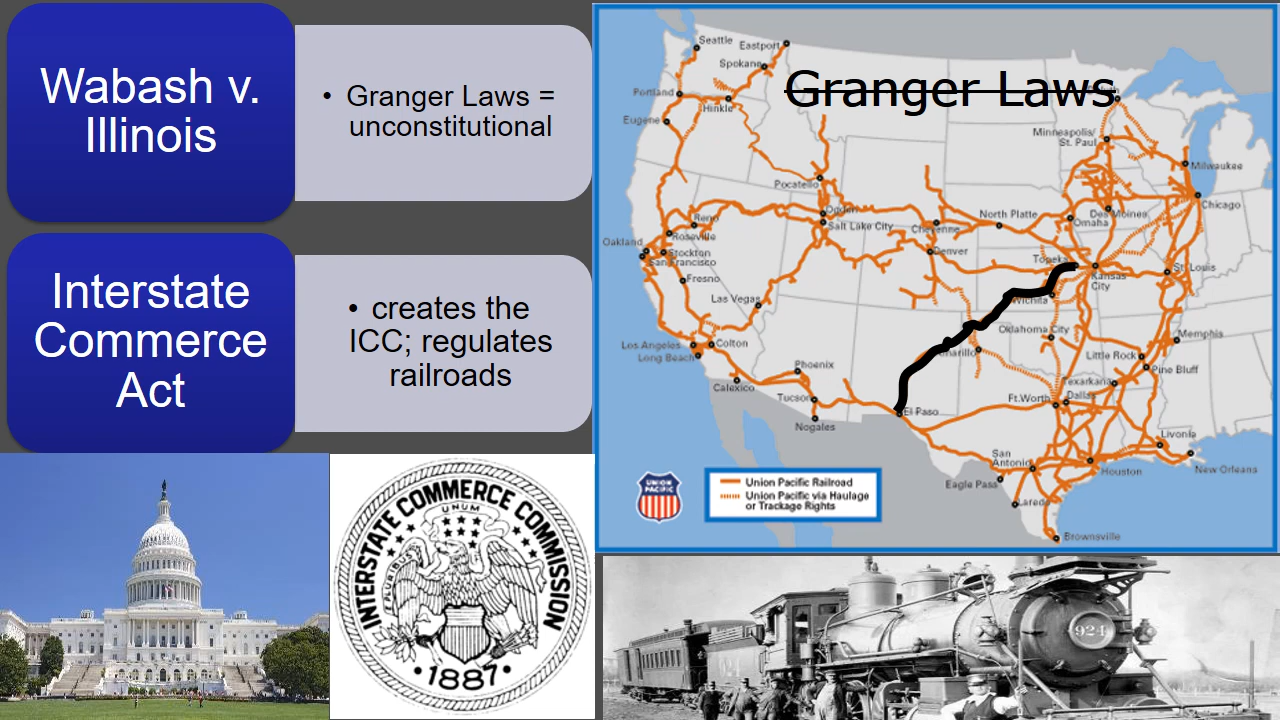 Wabash v.
Illinois
• Granger Laws =
unconstitutional
Interstate
Commerce
Act
• creates the
ICC; regulates
railroads
Granger Laws
Seattle
Eastport
Spokane
Portland
Hinkle
Eugene
Minneapolis/
St. Paul
Milwaukee
Chicago
Pocatello
Ogden
Salt Lake City
Reno
Roseville
Oakland
Stockton
San Francisco
Fresno
Las Vegas
Cheyenne
North Platte
Omaha
Des Moines
Denver
Topeka
Kansas
City
St. Louis
Wichita
Oklahoma City
Memphis
Los Angeles
Long Beach
Colton
Calexico
Phoenix
Tucson
Nogales
El Paso
Little Rock
Pine Bluff
Texarkana
Ft.Worth
Dallas
San
Antonio
Eagle Pass
Laredo
Houston
Livonia
New Orleans
Brownsville
UNION
PACIFIC
Union Pacific Railroad
Union Pacific via Haulage
or Trackage Rights
INTERSTATE COMMERCE COMMISSION
UNUM
• 1887 •
924